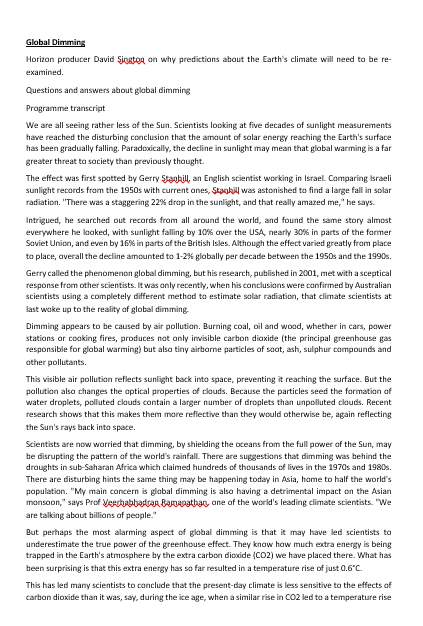 Global Dimming
Horizon producer David Sington on why predictions about the Earth's climate will need to be re-
examined.
Questions and answers about global dimming
Programme transcript
We are all seeing rather less of the Sun. Scientists looking at five decades of sunlight measurements
have reached the disturbing conclusion that the amount of solar energy reaching the Earth's surface
has been gradually falling. Paradoxically, the decline in sunlight may mean that global warming is a far
greater threat to society than previously thought.
The effect was first spotted by Gerry Stanhill, an English scientist working in Israel. Comparing Israeli
sunlight records from the 1950s with current ones, Stanhill was astonished to find a large fall in solar
radiation. "There was a staggering 22% drop in the sunlight, and that really amazed me," he says.
Intrigued, he searched out records from all around the world, and found the same story almost
everywhere he looked, with sunlight falling by 10% over the USA, nearly 30% in parts of the former
Soviet Union, and even by 16% in parts of the British Isles. Although the effect varied greatly from place
to place, overall the decline amounted to 1-2% globally per decade between the 1950s and the 1990s.
Gerry called the phenomenon global dimming, but his research, published in 2001, met with a sceptical
response from other scientists. It was only recently, when his conclusions were confirmed by Australian
scientists using a completely different method to estimate solar radiation, that climate scientists at
last woke up to the reality of global dimming.
Dimming appears to be caused by air pollution. Burning coal, oil and wood, whether in cars, power
stations or cooking fires, produces not only invisible carbon dioxide (the principal greenhouse gas
responsible for global warming) but also tiny airborne particles of soot, ash, sulphur compounds and
other pollutants.
This visible air pollution reflects sunlight back into space, preventing it reaching the surface. But the
pollution also changes the optical properties of clouds. Because the particles seed the formation of
water droplets, polluted clouds contain a larger number of droplets than unpolluted clouds. Recent
research shows that this makes them more reflective than they would otherwise be, again reflecting
the Sun's rays back into space.
Scientists are now worried that dimming, by shielding the oceans from the full power of the Sun, may
be disrupting the pattern of the world's rainfall. There are suggestions that dimming was behind the
droughts in sub-Saharan Africa which claimed hundreds of thousands of lives in the 1970s and 1980s.
There are disturbing hints the same thing may be happening today in Asia, home to half the world's
population. "My main concern is global dimming is also having a detrimental impact on the Asian
monsoon," says Prof Veerhabhadran Ramanathan, one of the world's leading climate scientists. "We
are talking about billions of people."
But perhaps the most alarming aspect of global dimming is that it may have led scientists to
underestimate the true power of the greenhouse effect. They know how much extra energy is being
trapped in the Earth's atmosphere by the extra carbon dioxide (CO2) we have placed there. What has
been surprising is that this extra energy has so far resulted in a temperature rise of just 0.6°C.
This has led many scientists to conclude that the present-day climate is less sensitive to the effects of
carbon dioxide than it was, say, during the ice age, when a similar rise in CO2 led to a temperature rise